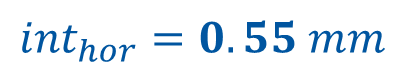 int_hor = 0.55 mm